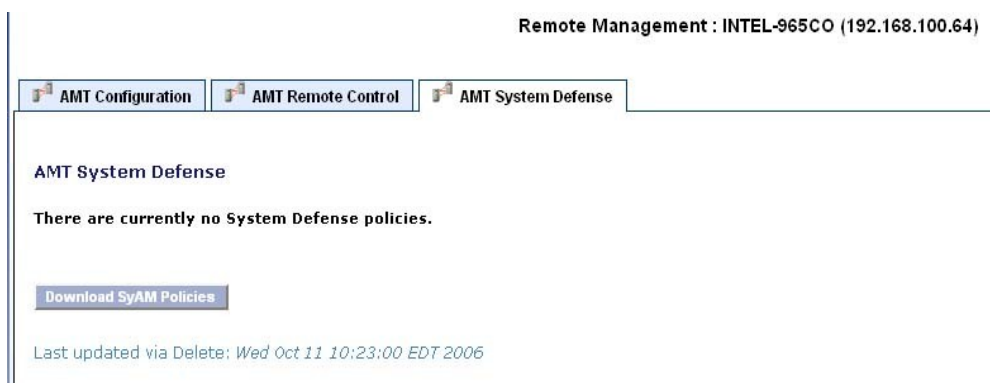 Remote Management : INTEL-965CO (192.168.100.64)
AMT Configuration
AMT Remote Control
AMT System Defense
AMT System Defense
There are currently no System Defense policies.
Download SyAM Policies
Last updated via Delete: Wed Oct 11 10:23:00 EDT 2006